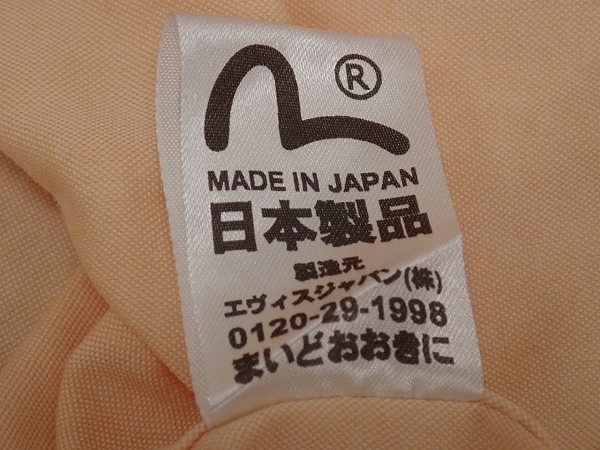 ®
MADE IN JAPAN
日本製品
製造元
エヴィスジャパン(株)
0120-29-1998
まいどおおきに